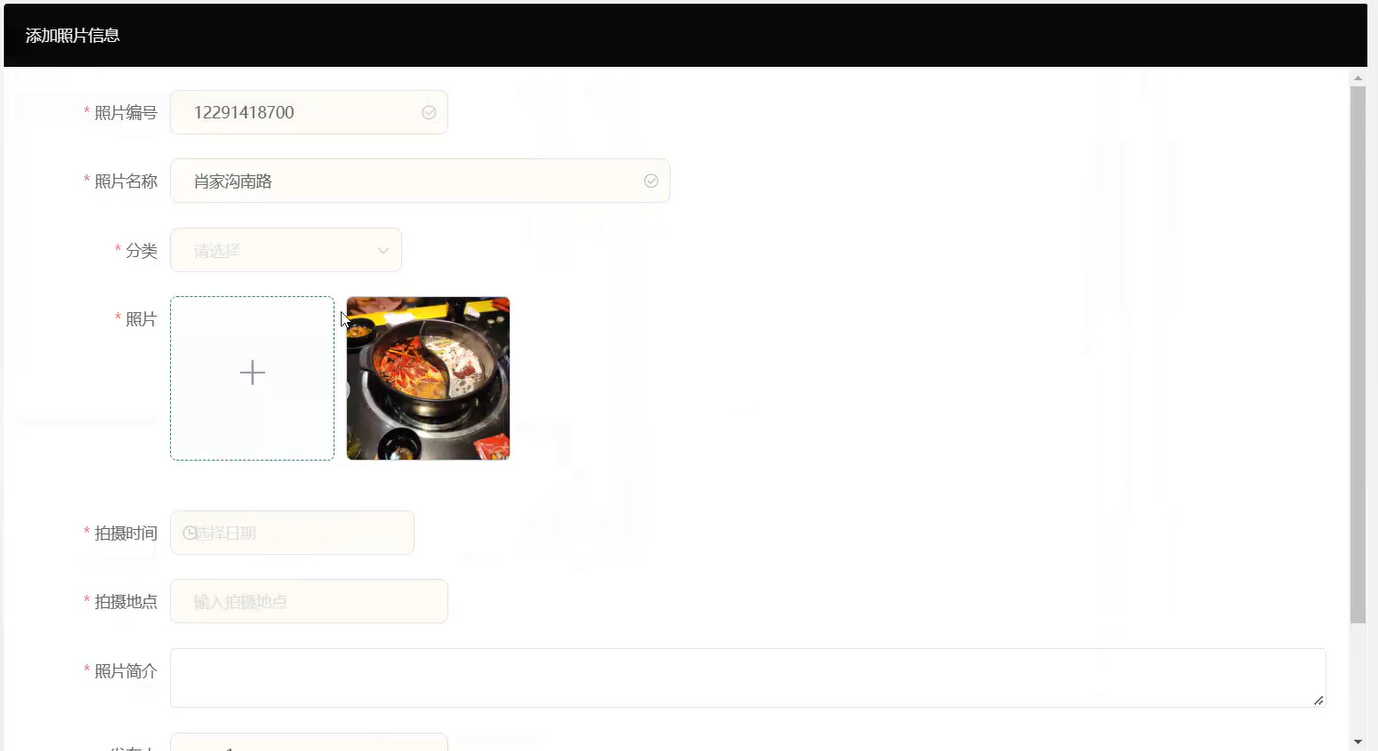 添加照片信息
* 照片编号 12291418700
* 照片名称 肖家沟南路
* 分类 请选择
* 照片
* 拍摄时间 选择日期
* 拍摄地点 输入拍摄地点
* 照片简介